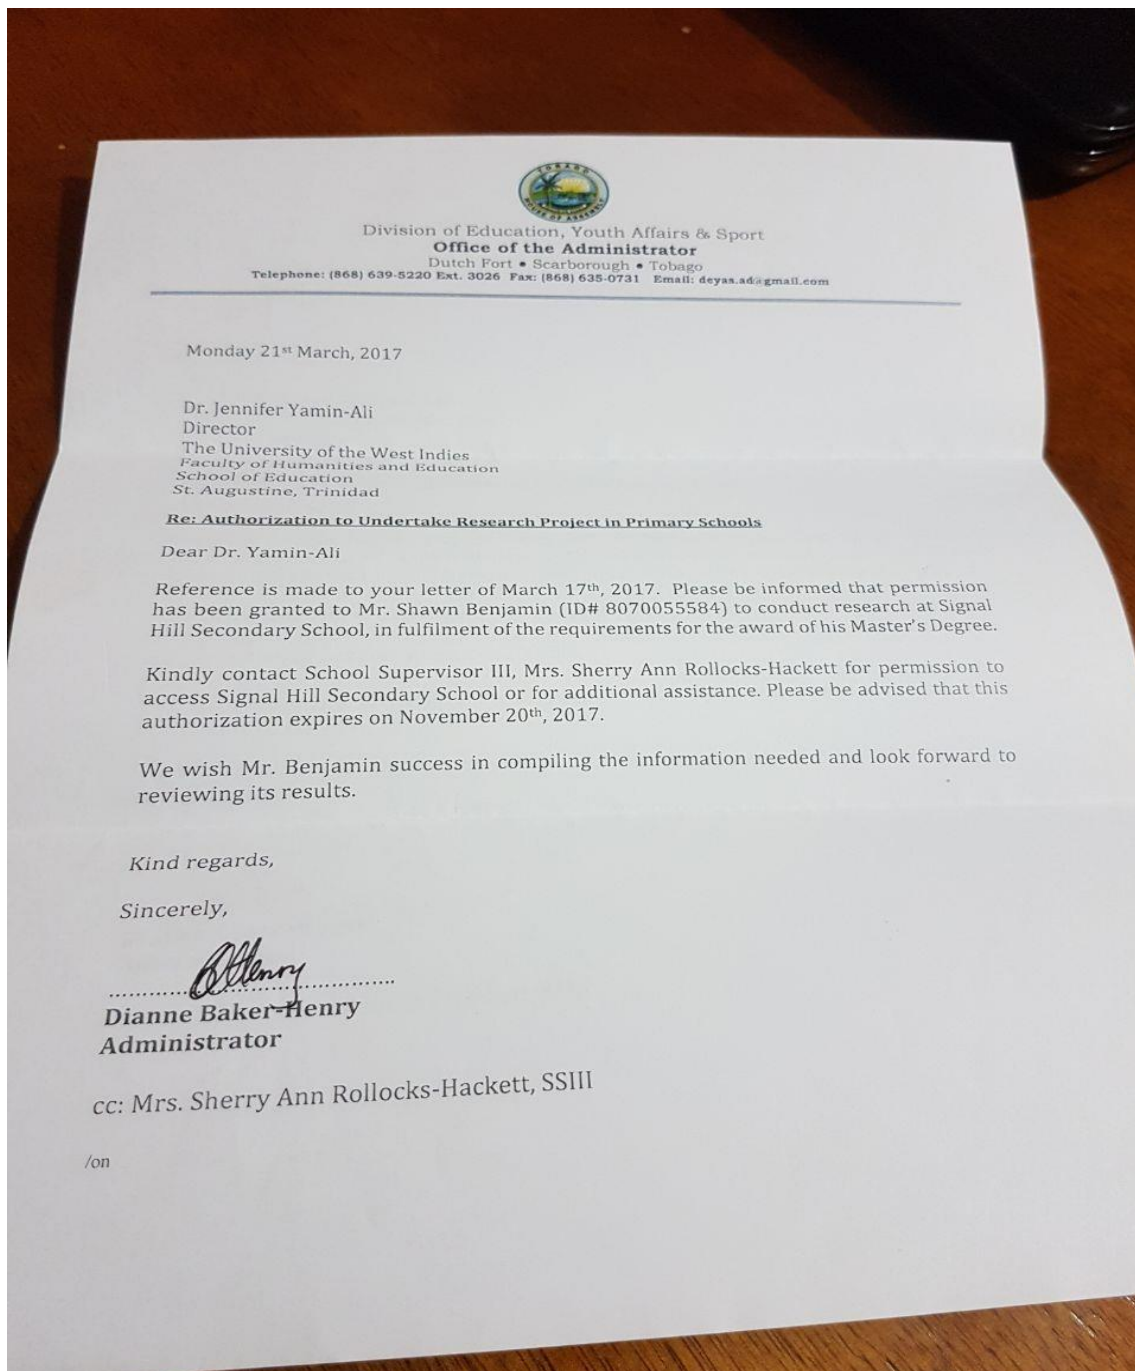 TOBAGO
HOUSE OF ASSEMBLY
Division of Education, Youth Affairs & Sport
Office of the Administrator
Dutch Fort • Scarborough • Tobago
Telephone: (868) 639-5220 Ext. 3026 Fax: (868) 635-0731 Email: deyas.ad@gmail.com
Monday 21st March, 2017
Dr. Jennifer Yamin-Ali
Director
The University of the West Indies
Faculty of Humanities and Education
School of Education
St. Augustine, Trinidad
Re: Authorization to Undertake Research Project in Primary Schools
Dear Dr. Yamin-Ali
Reference is made to your letter of March 17th, 2017. Please be informed that permission
has been granted to Mr. Shawn Benjamin (ID# 8070055584) to conduct research at Signal
Hill Secondary School, in fulfilment of the requirements for the award of his Master's Degree.
Kindly contact School Supervisor III, Mrs. Sherry Ann Rollocks-Hackett for permission to
access Signal Hill Secondary School or for additional assistance. Please be advised that this
authorization expires on November 20th, 2017.
We wish Mr. Benjamin success in compiling the information needed and look forward to
reviewing its results.
Kind regards,
Sincerely,
DHenry
Dianne Baker-Henry
Administrator
cc: Mrs. Sherry Ann Rollocks-Hackett, SSIII
/on